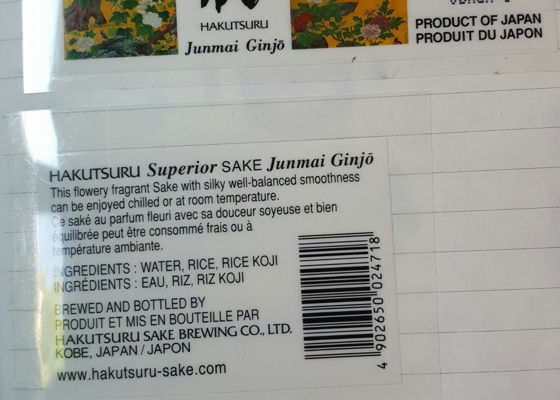 HAKUTSURU
Junmai Ginjō
PRODUCT OF JAPAN
PRODUIT DU JAPON
HAKUTSURU Superior SAKE Junmai Ginjō
This flowery fragrant Sake with silky well-balanced smoothness
can be enjoyed chilled or at room temperature.
Ce saké au parfum fleuri avec sa douceur soyeuse et bien
équilibrée peut être consommé frais ou à
température ambiante.
INGREDIENTS : WATER, RICE, RICE KOJI
INGRÉDIENTS : EAU, RIZ, RIZ KOJI
BREWED AND BOTTLED BY
PRODUIT ET MIS EN BOUTEILLE PAR
HAKUTSURU SAKE BREWING CO., LTD.
KOBE, JAPAN / JAPON
www.hakutsuru-sake.com
4 902650 024718